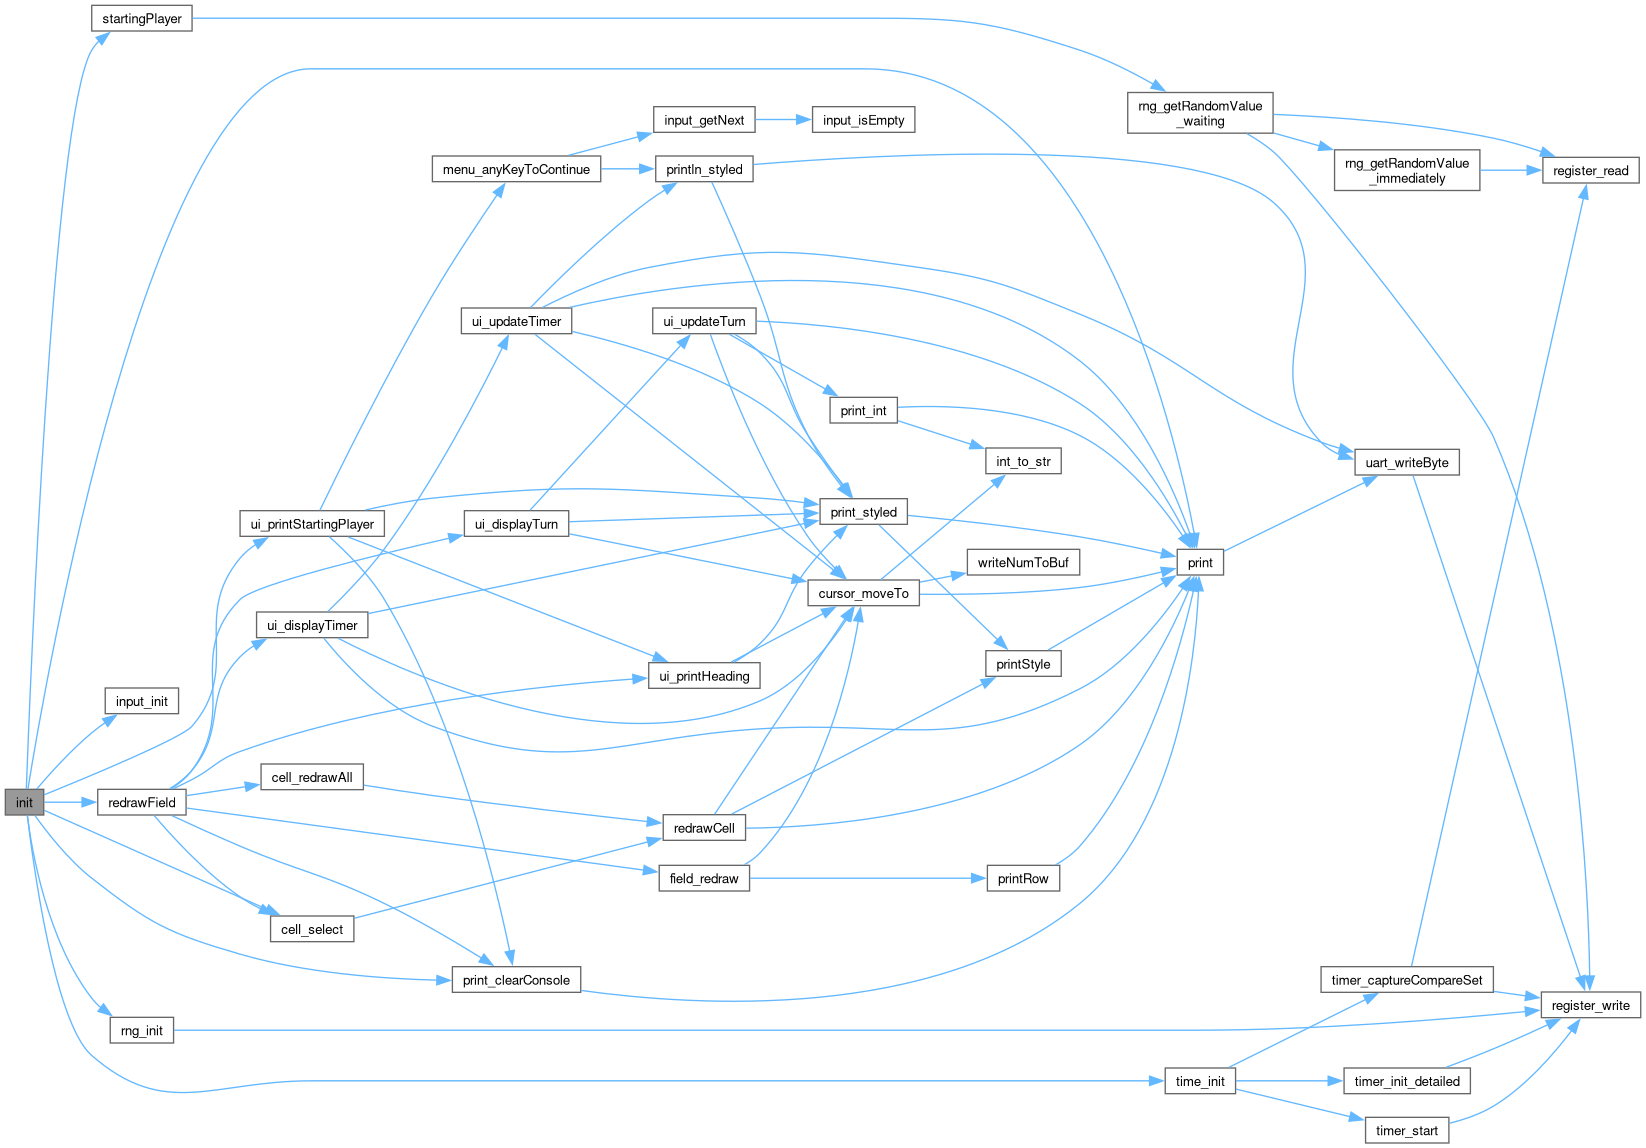 startingPlayer
rng_getRandomValue
_waiting
input_getNext
input_isEmpty
menu_anyKeyToContinue
println_styled
rng_getRandomValue
_immediately
register_read
ui_updateTimer
ui_updateTurn
print_int
int_to_str
uart_writeByte
ui_printStartingPlayer
ui_displayTurn
print_styled
print
writeNumToBuf
cursor_moveTo
ui_displayTimer
printStyle
ui_printHeading
input_init
cell_redrawAll
init
redrawField
redrawCell
field_redraw
printRow
cell_select
print_clearConsole
timer_captureCompareSet
register_write
rng_init
time_init
timer_init_detailed
timer_start